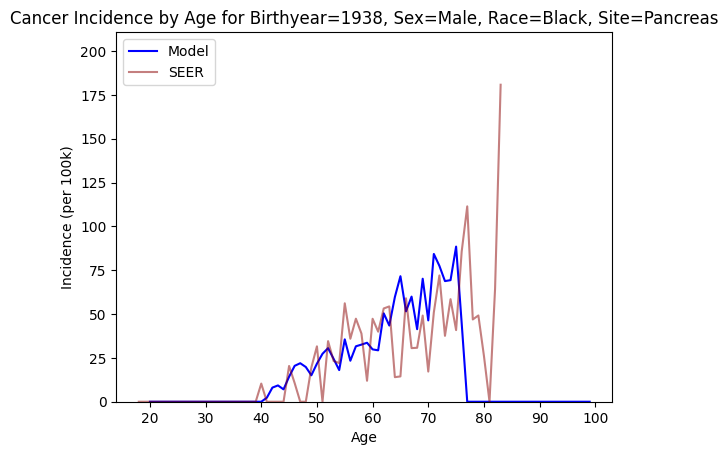 Cancer Incidence by Age for Birthyear=1938, Sex=Male, Race=Black, Site=Pancreas
Model
SEER
Incidence (per 100k)
200
175
150
125
100
75
50
25
0
20 30 40 50 60 70 80 90 100
Age